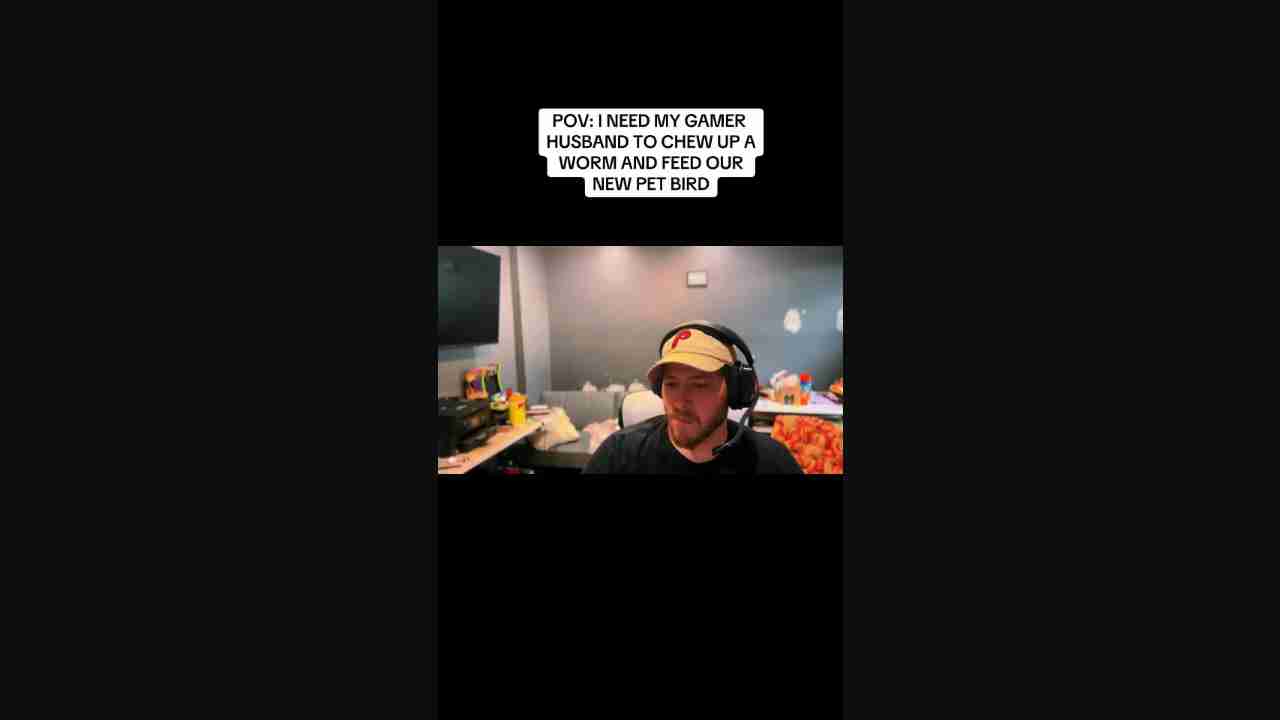 POV: I NEED MY GAMER
HUSBAND TO CHEW UP A
WORM AND FEED OUR
NEW PET BIRD
P